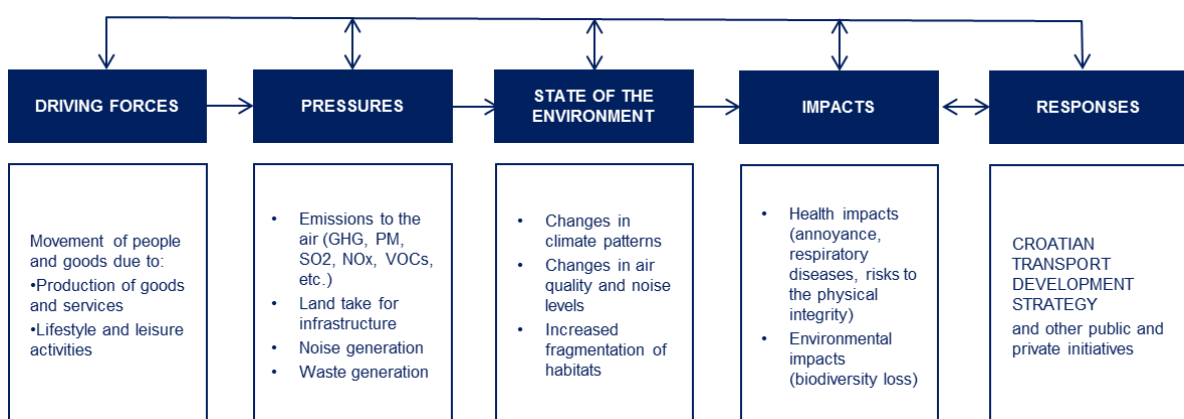 DRIVING FORCES
PRESSURES
STATE OF THE
ENVIRONMENT
IMPACTS
RESPONSES
Movement of people
and goods due to:
•Production of goods
and services
•Lifestyle and leisure
activities
• Emissions to the
air (GHG, PM,
SO2, NOx, VOCs,
etc.)
• Land take for
infrastructure
• Noise generation
• Waste generation
• Changes in
climate patterns
• Changes in air
quality and noise
levels
• Increased
fragmentation of
habitats
• Health impacts
(annoyance,
respiratory
diseases, risks to
the physical
integrity)
• Environmental
impacts
(biodiversity loss)
CROATIAN
TRANSPORT
DEVELOPMENT
STRATEGY
and other public and
private initiatives